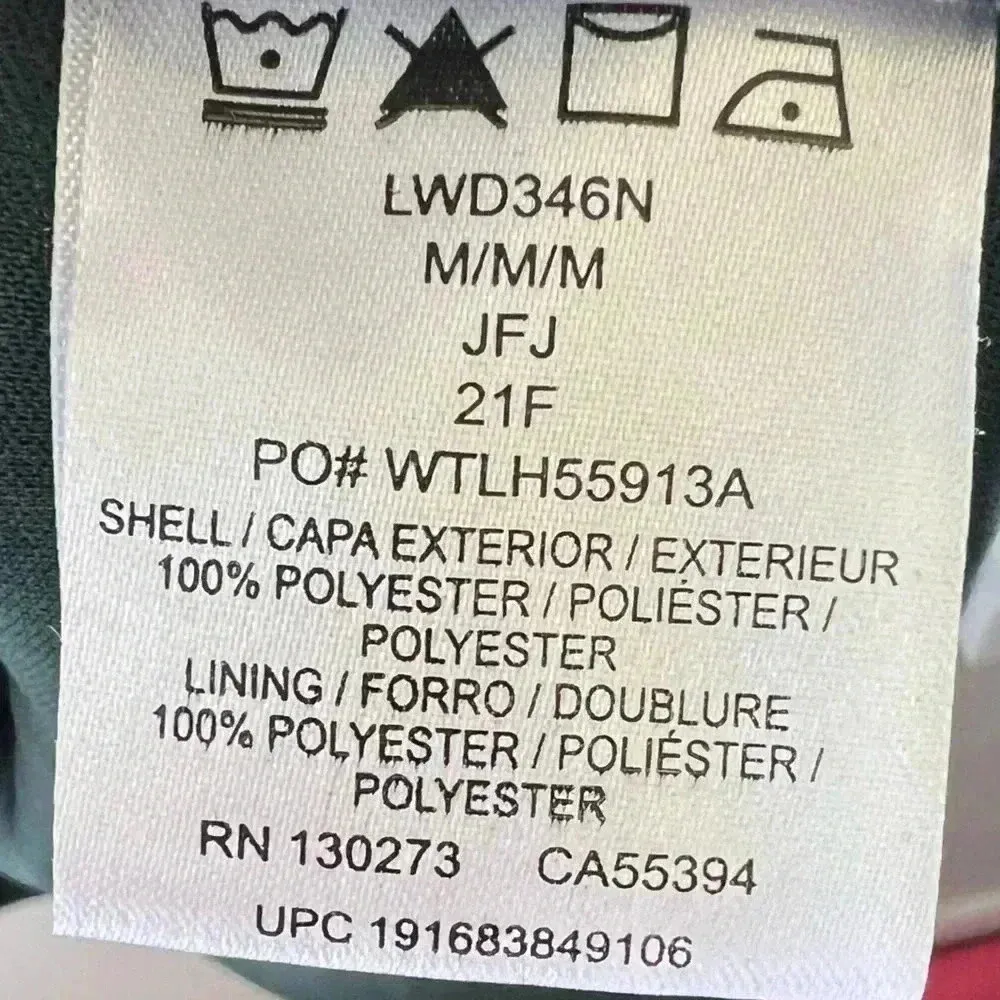 LWD346N
M/M/M
JFJ
21F
PO# WTLH55913A
SHELL / CAPA EXTERIOR / EXTERIEUR
100% POLYESTER / POLIÉSTER /
POLYESTER
LINING / FORRO / DOUBLURE
100% POLYESTER / POLIÉSTER /
POLYESTER
RN 130273 CA55394
UPC 191683849106